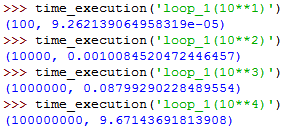 >>> time_execution('loop_1(10**1)')
(100, 9.262139064958319e-05)
>>> time_execution('loop_1(10**2)')
(10000, 0.0010084520472446457)
>>> time_execution('loop_1(10**3)')
(1000000, 0.08799290228489554)
>>> time_execution('loop_1(10**4)')
(100000000, 9.67143691813908)